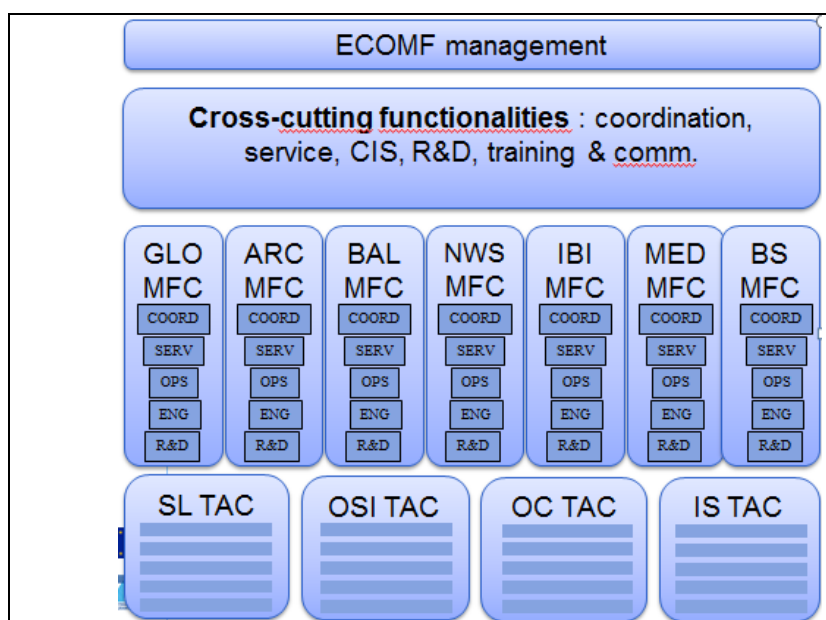 ECOMF management
Cross-cutting functionalities : coordination,
service, CIS, R&D, training & comm.
GLO
MFC
COORD
SERV
OPS
ENG
R&D
ARC
MFC
COORD
SERV
OPS
ENG
R&D
BAL
MFC
COORD
SERV
OPS
ENG
R&D
NWS
MFC
COORD
SERV
OPS
ENG
R&D
IBI
MFC
COORD
SERV
OPS
ENG
R&D
MED
MFC
COORD
SERV
OPS
ENG
R&D
BS
MFC
COORD
SERV
OPS
ENG
R&D
SL TAC
OSI TAC
OC TAC
IS TAC